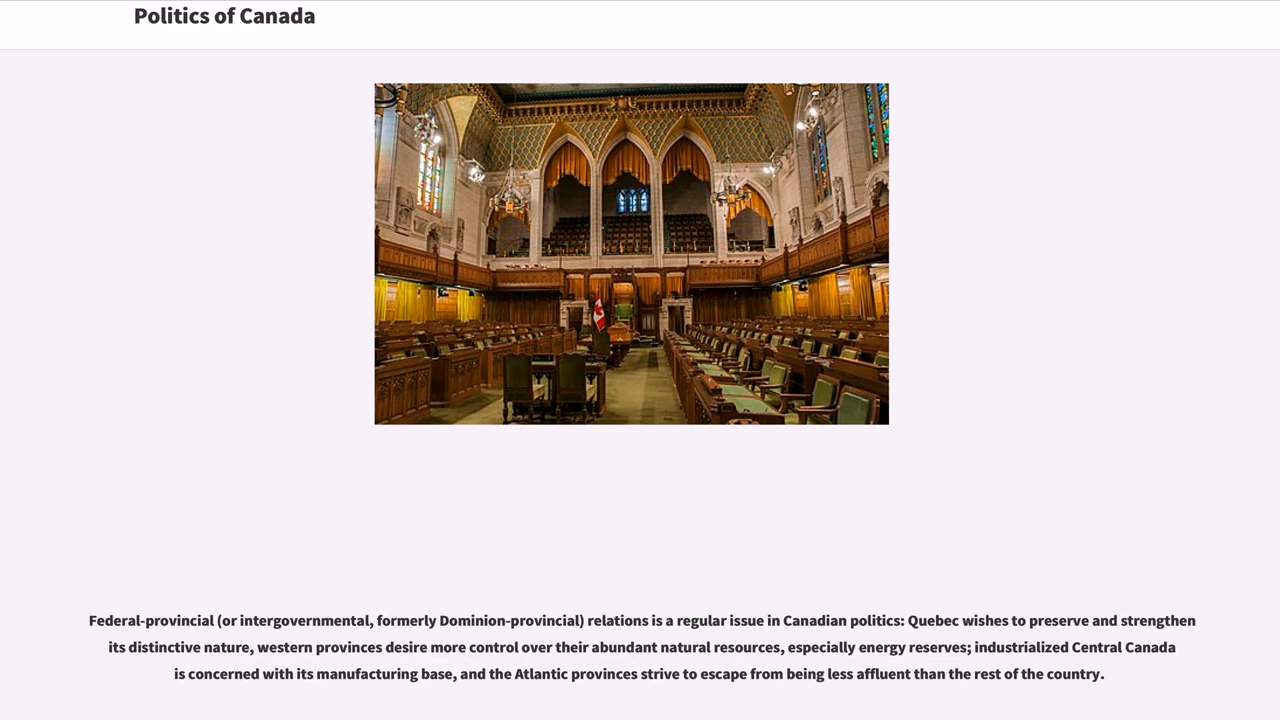 Politics of Canada
Federal-provincial (or intergovernmental, formerly Dominion-provincial) relations is a regular issue in Canadian politics: Quebec wishes to preserve and strengthen
its distinctive nature, western provinces desire more control over their abundant natural resources, especially energy reserves; industrialized Central Canada
is concerned with its manufacturing base, and the Atlantic provinces strive to escape from being less affluent than the rest of the country.